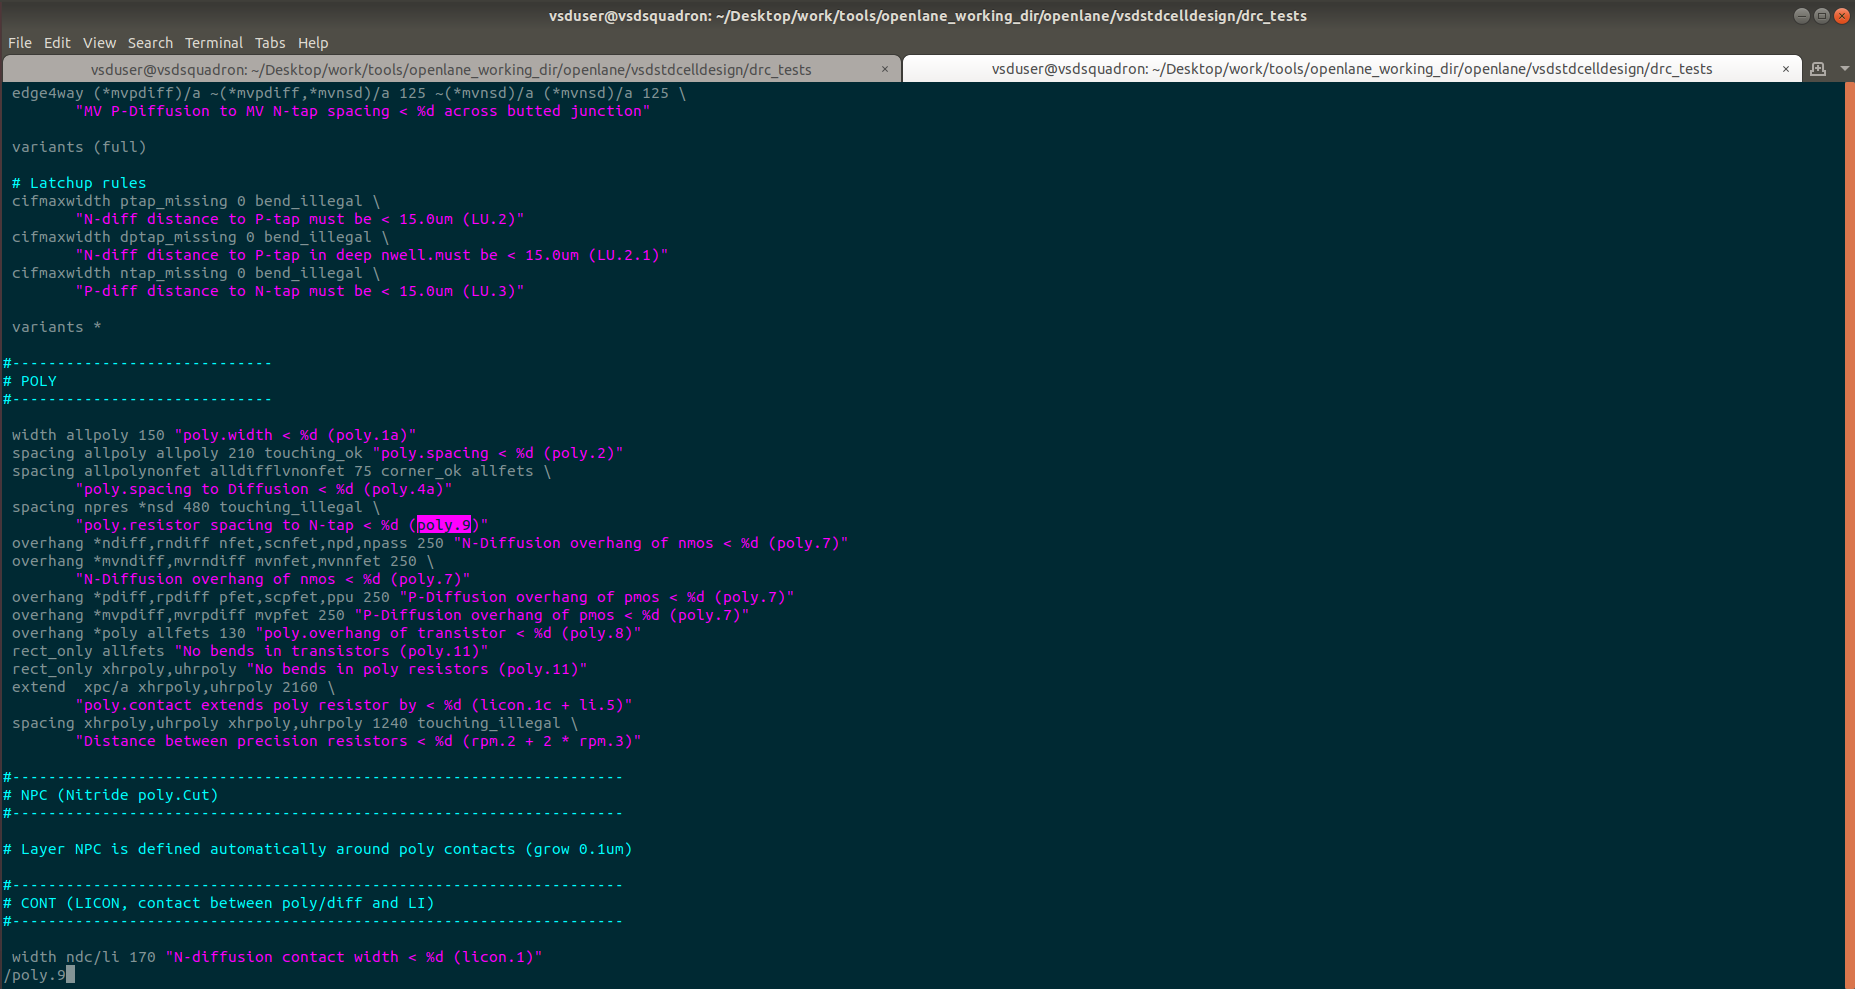 vsduser@vsdsquadron: ~/Desktop/work/tools/openlane_working_dir/openlane/vsdstdcelldesign/drc_tests
File Edit View Search Terminal Tabs Help
vsduser@vsdsquadron: ~/Desktop/work/tools/openlane_working_dir/openlane/vsdstdcelldesign/drc_tests × vsduser@vsdsquadron: ~/Desktop/work/tools/openlane_working_dir/openlane/vsdstdcelldesign/drc_tests ×
 edge4way (*mvpdiff)/a ~(*mvpdiff,*mvnsd)/a 125 ~(*mvnsd)/a (*mvnsd)/a 125 \
        "MV P-Diffusion to MV N-tap spacing < %d across butted junction"
 variants (full)
 # Latchup rules
 cifmaxwidth ptap_missing 0 bend_illegal \
        "N-diff distance to P-tap must be < 15.0um (LU.2)"
 cifmaxwidth dptap_missing 0 bend_illegal \
        "N-diff distance to P-tap in deep nwell.must be < 15.0um (LU.2.1)"
 cifmaxwidth ntap_missing 0 bend_illegal \
        "P-diff distance to N-tap must be < 15.0um (LU.3)"
 variants *
#-----------------------------
# POLY
#-----------------------------
 width allpoly 150 "poly.width < %d (poly.1a)"
 spacing allpoly allpoly 210 touching_ok "poly.spacing < %d (poly.2)"
 spacing allpolynonfet alldifflvnonfet 75 corner_ok allfets \
        "poly.spacing to Diffusion < %d (poly.4a)"
 spacing npres *nsd 480 touching_illegal \
        "poly.resistor spacing to N-tap < %d (poly.9)"
 overhang *ndiff,rndiff nfet,scnfet,npd,npass 250 "N-Diffusion overhang of nmos < %d (poly.7)"
 overhang *mvndiff,mvrndiff mvnfet,mvnnfet 250 \
        "N-Diffusion overhang of nmos < %d (poly.7)"
 overhang *pdiff,rpdiff pfet,scpfet,ppu 250 "P-Diffusion overhang of pmos < %d (poly.7)"
 overhang *mvpdiff,mvrpdiff mvpfet 250 "P-Diffusion overhang of pmos < %d (poly.7)"
 overhang *poly allfets 130 "poly.overhang of transistor < %d (poly.8)"
 rect_only allfets "No bends in transistors (poly.11)"
 rect_only xhrpoly,uhrpoly "No bends in poly resistors (poly.11)"
 extend  xpc/a xhrpoly,uhrpoly 2160 \
        "poly.contact extends poly resistor by < %d (licon.1c + li.5)"
 spacing xhrpoly,uhrpoly xhrpoly,uhrpoly 1240 touching_illegal \
        "Distance between precision resistors < %d (rpm.2 + 2 * rpm.3)"
#--------------------------------------------------------------------
# NPC (Nitride poly.Cut)
#--------------------------------------------------------------------
# Layer NPC is defined automatically around poly contacts (grow 0.1um)
#--------------------------------------------------------------------
# CONT (LICON, contact between poly/diff and LI)
#--------------------------------------------------------------------
 width ndc/li 170 "N-diffusion contact width < %d (licon.1)"
/poly.9